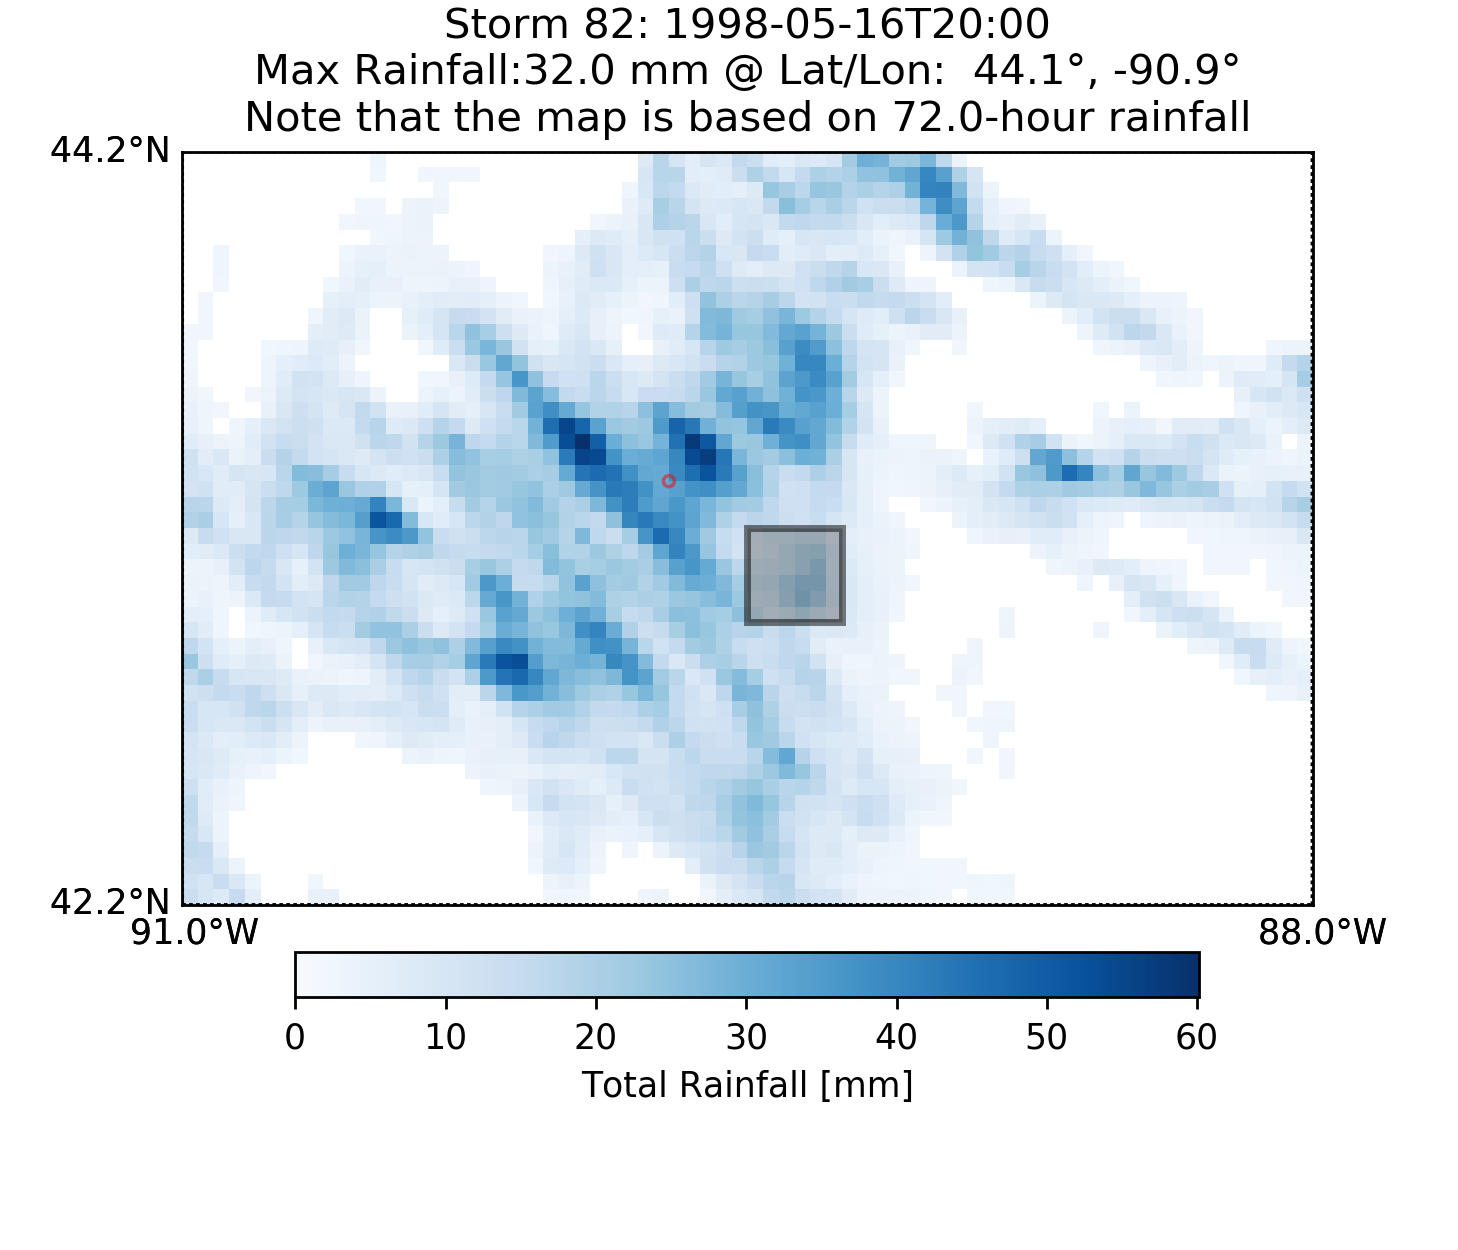 Storm 82: 1998-05-16T20:00
Max Rainfall:32.0 mm @ Lat/Lon:  44.1°, -90.9°
Note that the map is based on 72.0-hour rainfall
44.2°N
42.2°N
91.0°W 88.0°W
0 10 20 30 40 50 60
Total Rainfall [mm]